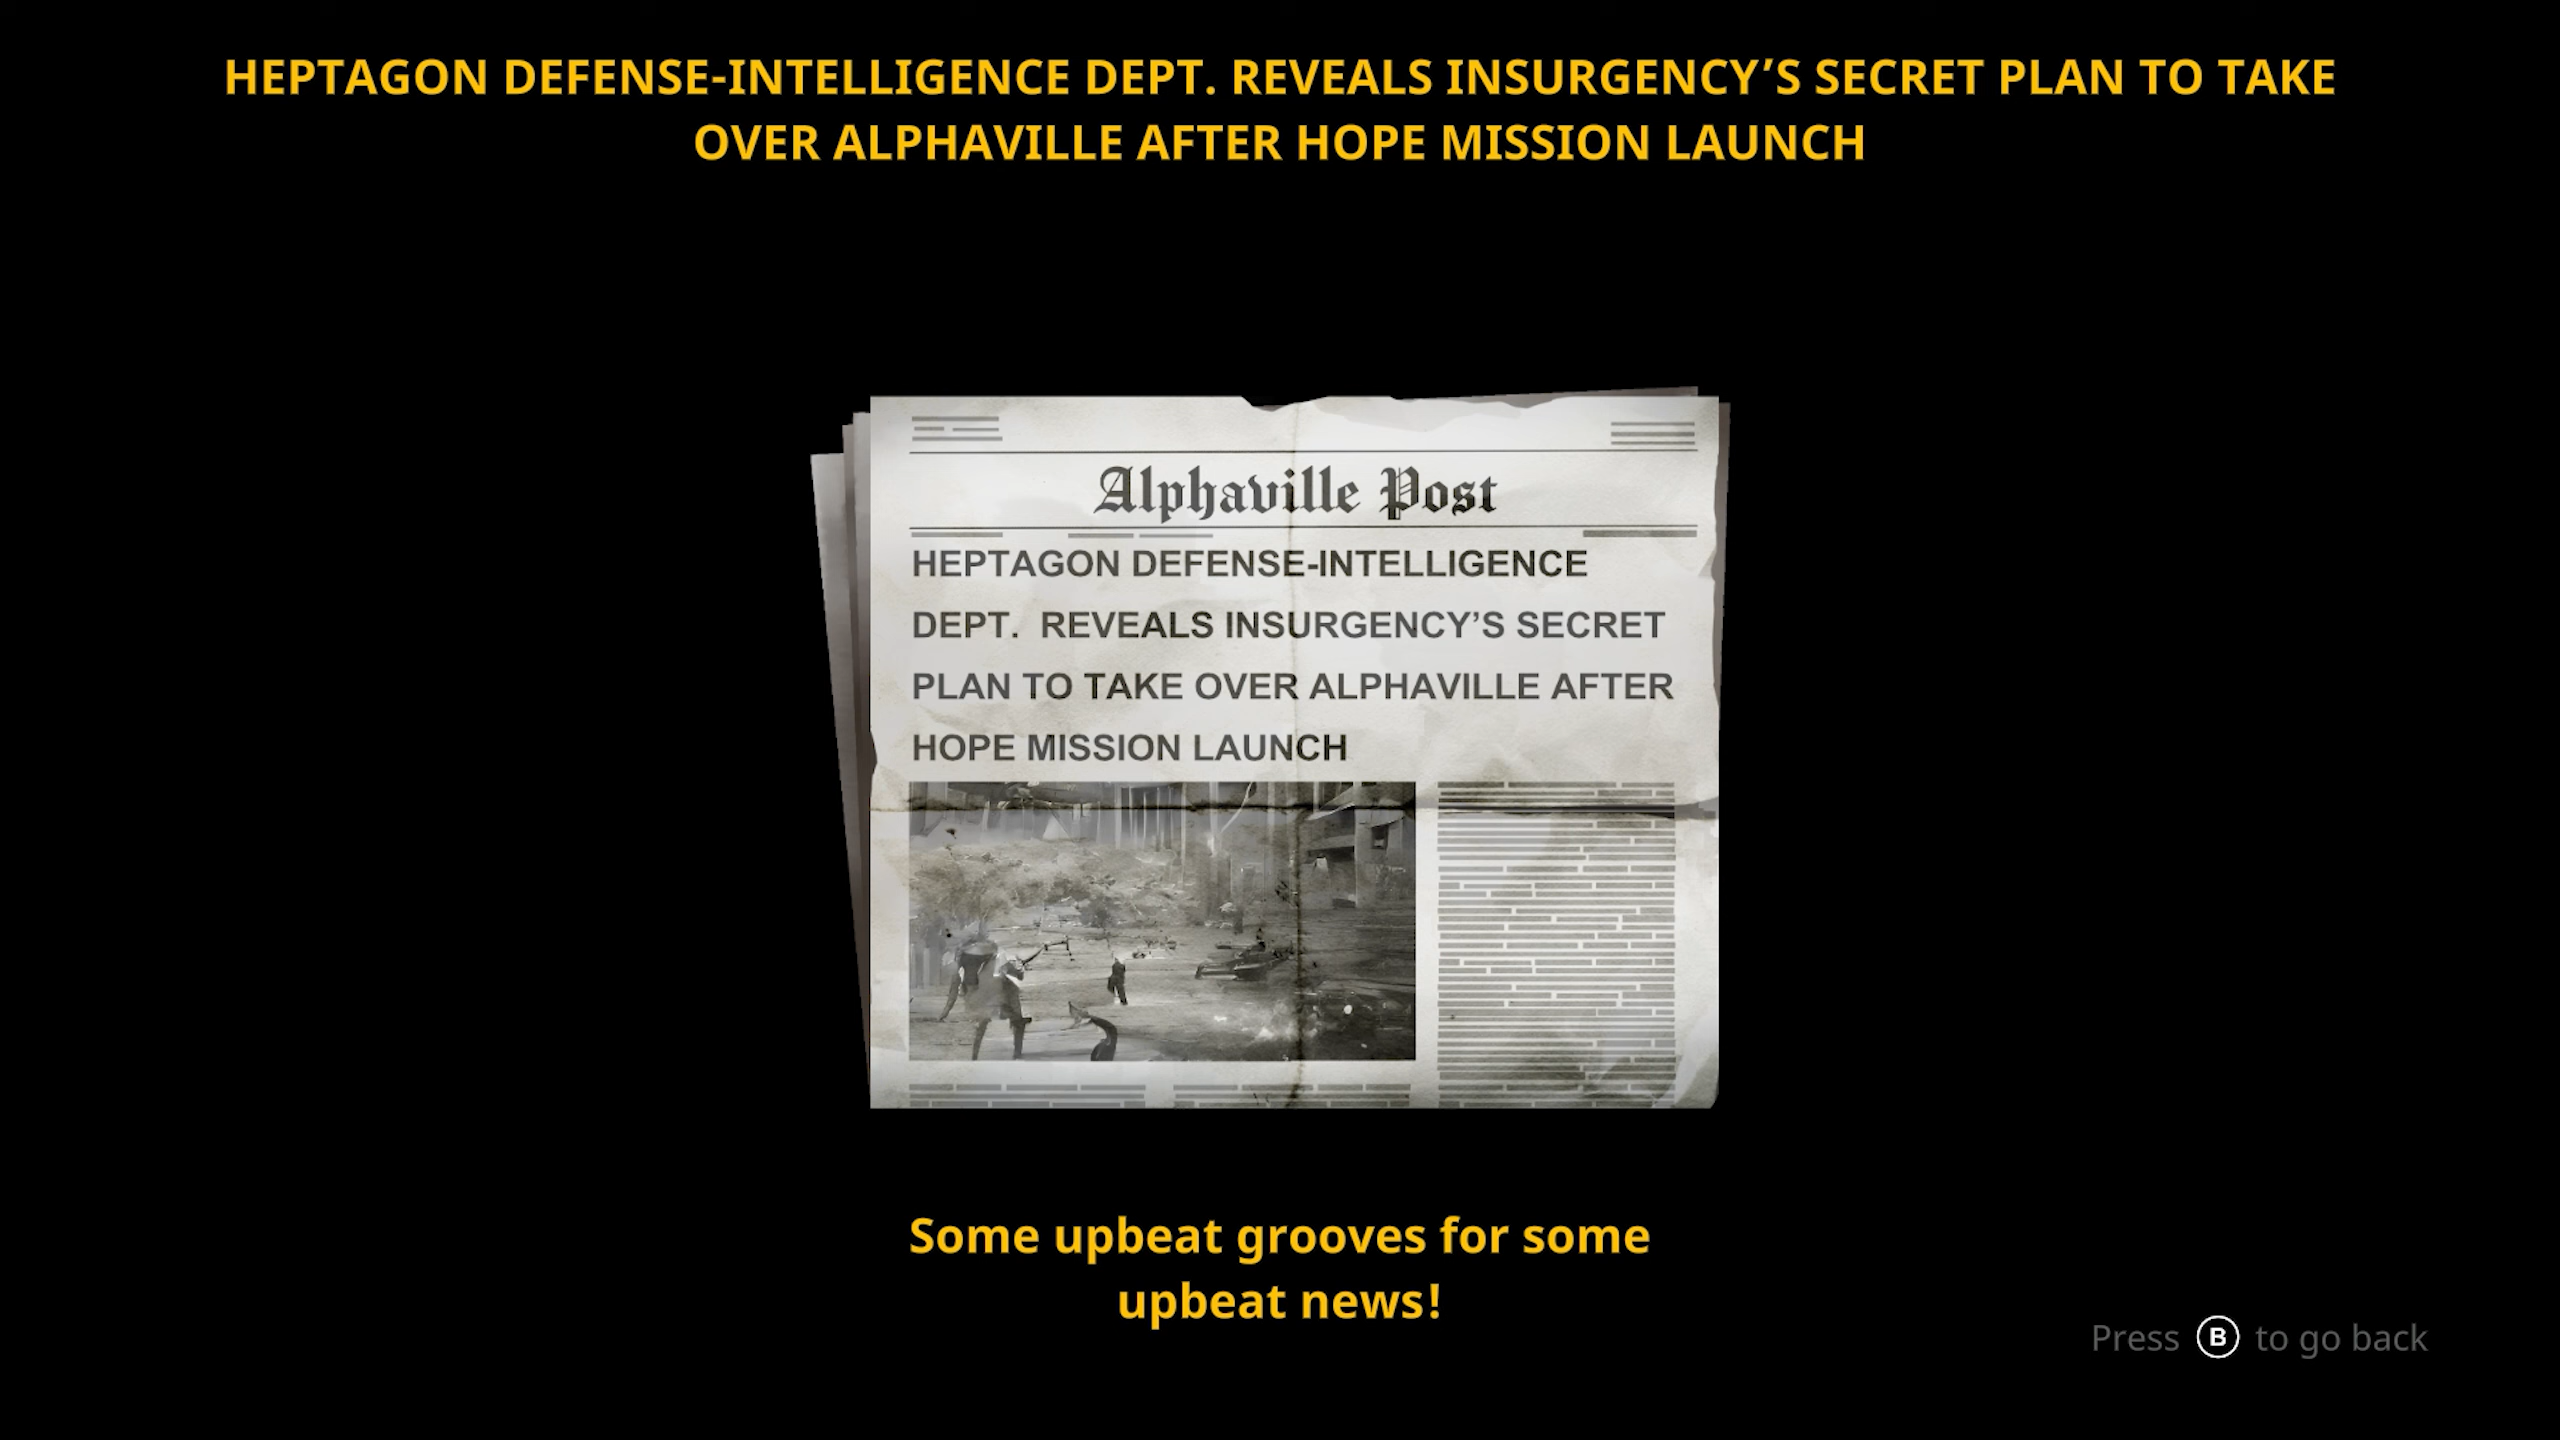 HEPTAGON DEFENSE-INTELLIGENCE DEPT. REVEALS INSURGENCY’S SECRET PLAN TO TAKE
OVER ALPHAVILLE AFTER HOPE MISSION LAUNCH
Alphaville Post
HEPTAGON DEFENSE-INTELLIGENCE
DEPT. REVEALS INSURGENCY’S SECRET
PLAN TO TAKE OVER ALPHAVILLE AFTER
HOPE MISSION LAUNCH
Some upbeat grooves for some
upbeat news!
Press B to go back